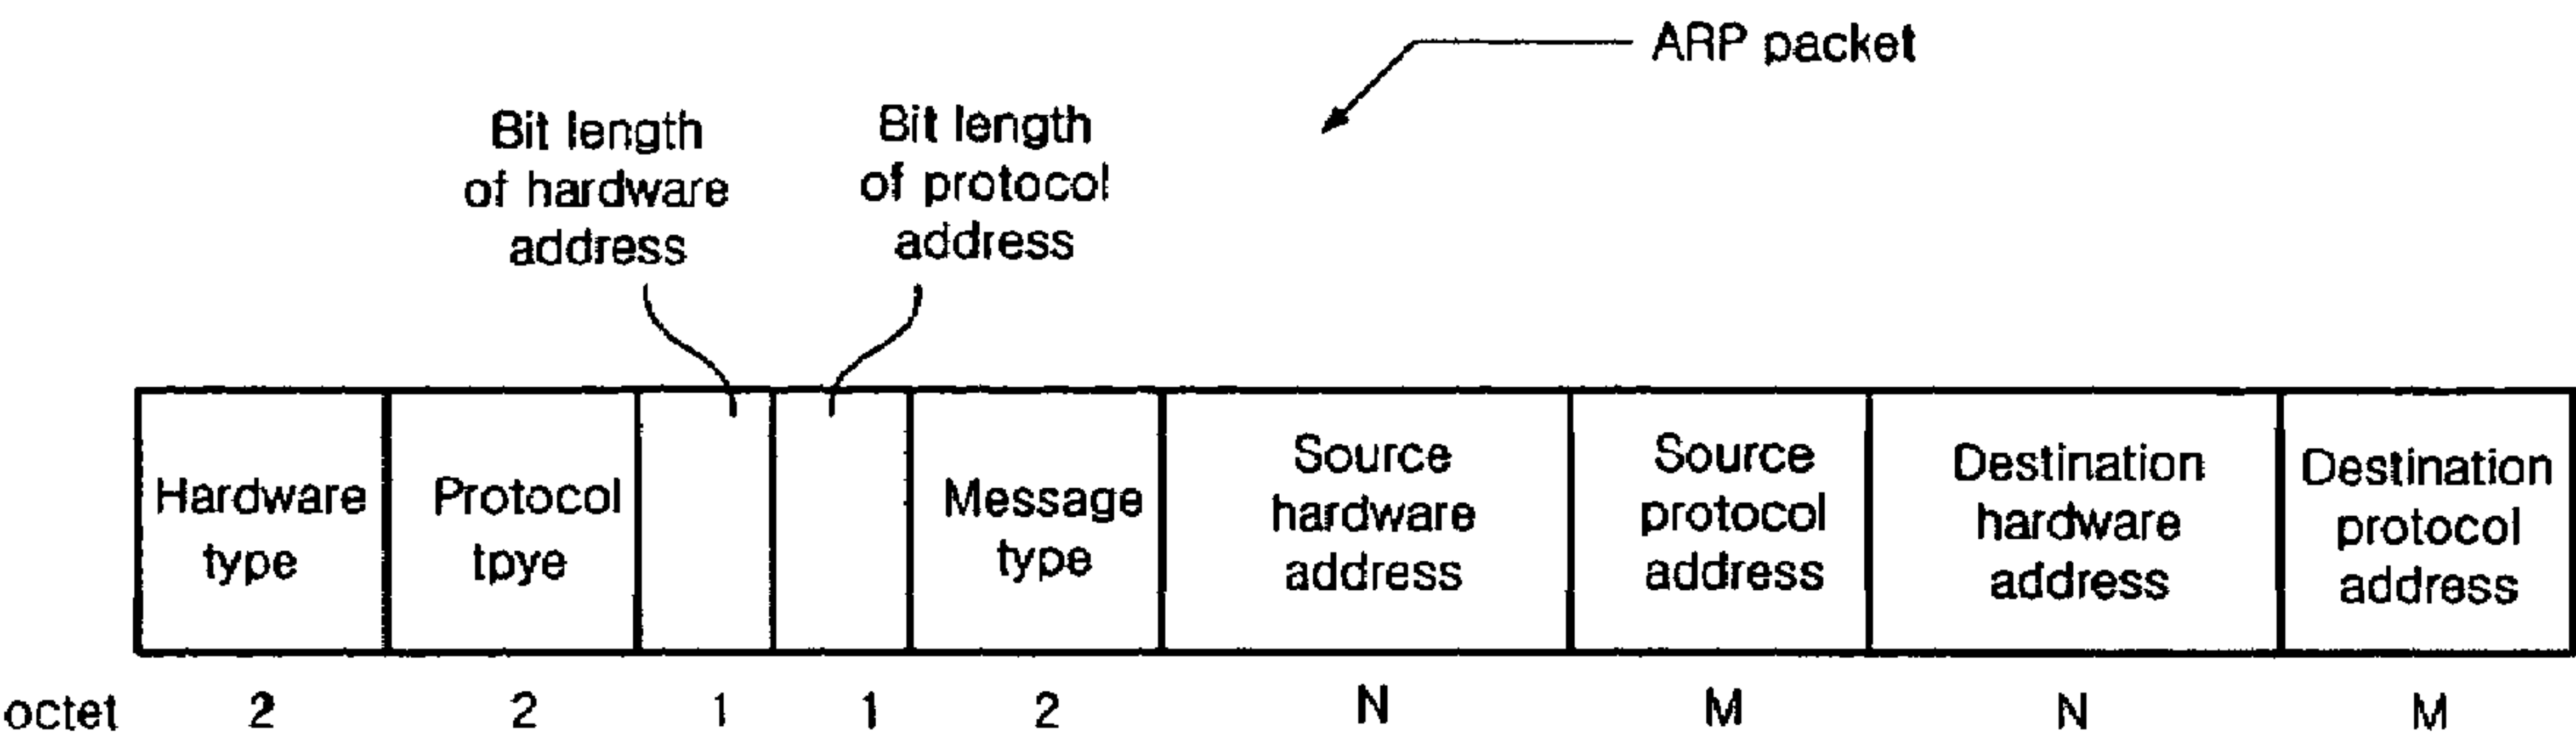 ARP packet
Bit length
of hardware
address
Bit length
of protocol
address
Hardware
type
Protocol
tpye
Message
type
Source
hardware
address
Source
protocol
address
Destination
hardware
address
Destination
protocol
address
octet 2 2 1 1 2 N M N M